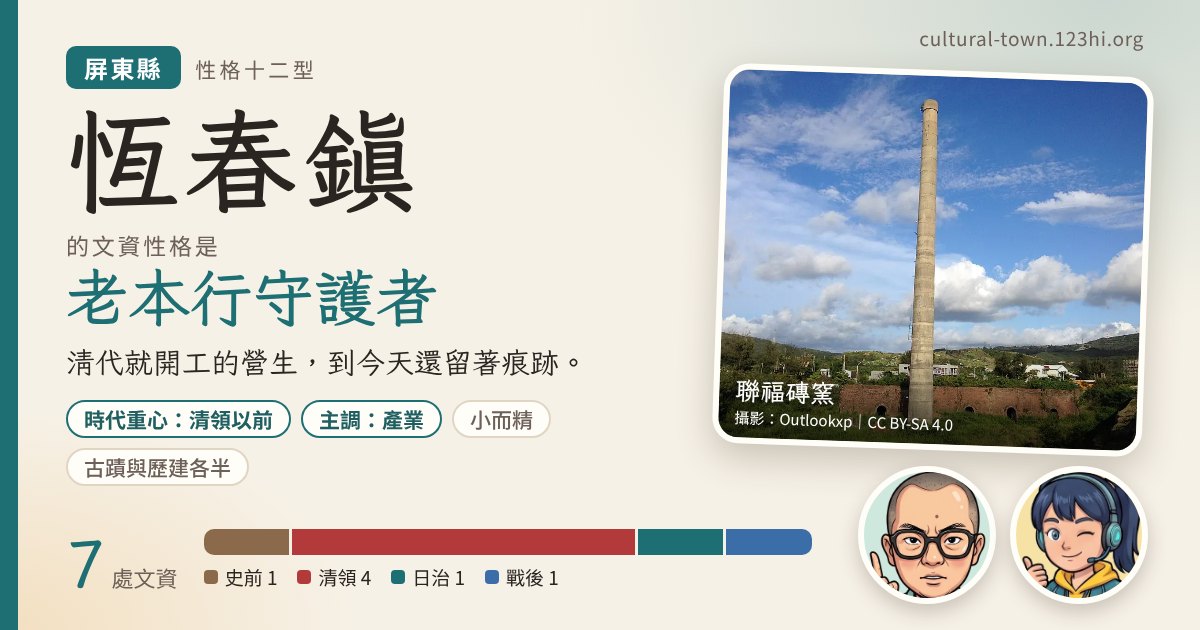 cultural-town.123hi.org
屏東縣 性格十二型
恆春鎮
的文資性格是
老本行守護者
清代就開工的營生，到今天還留著痕跡。
時代重心：清領以前 主調：產業 小而精
古蹟與歷建各半
聯福磚窯
攝影：Outlookxp｜CC BY-SA 4.0
7 處文資
史前 1 清領 4 日治 1 戰後 1